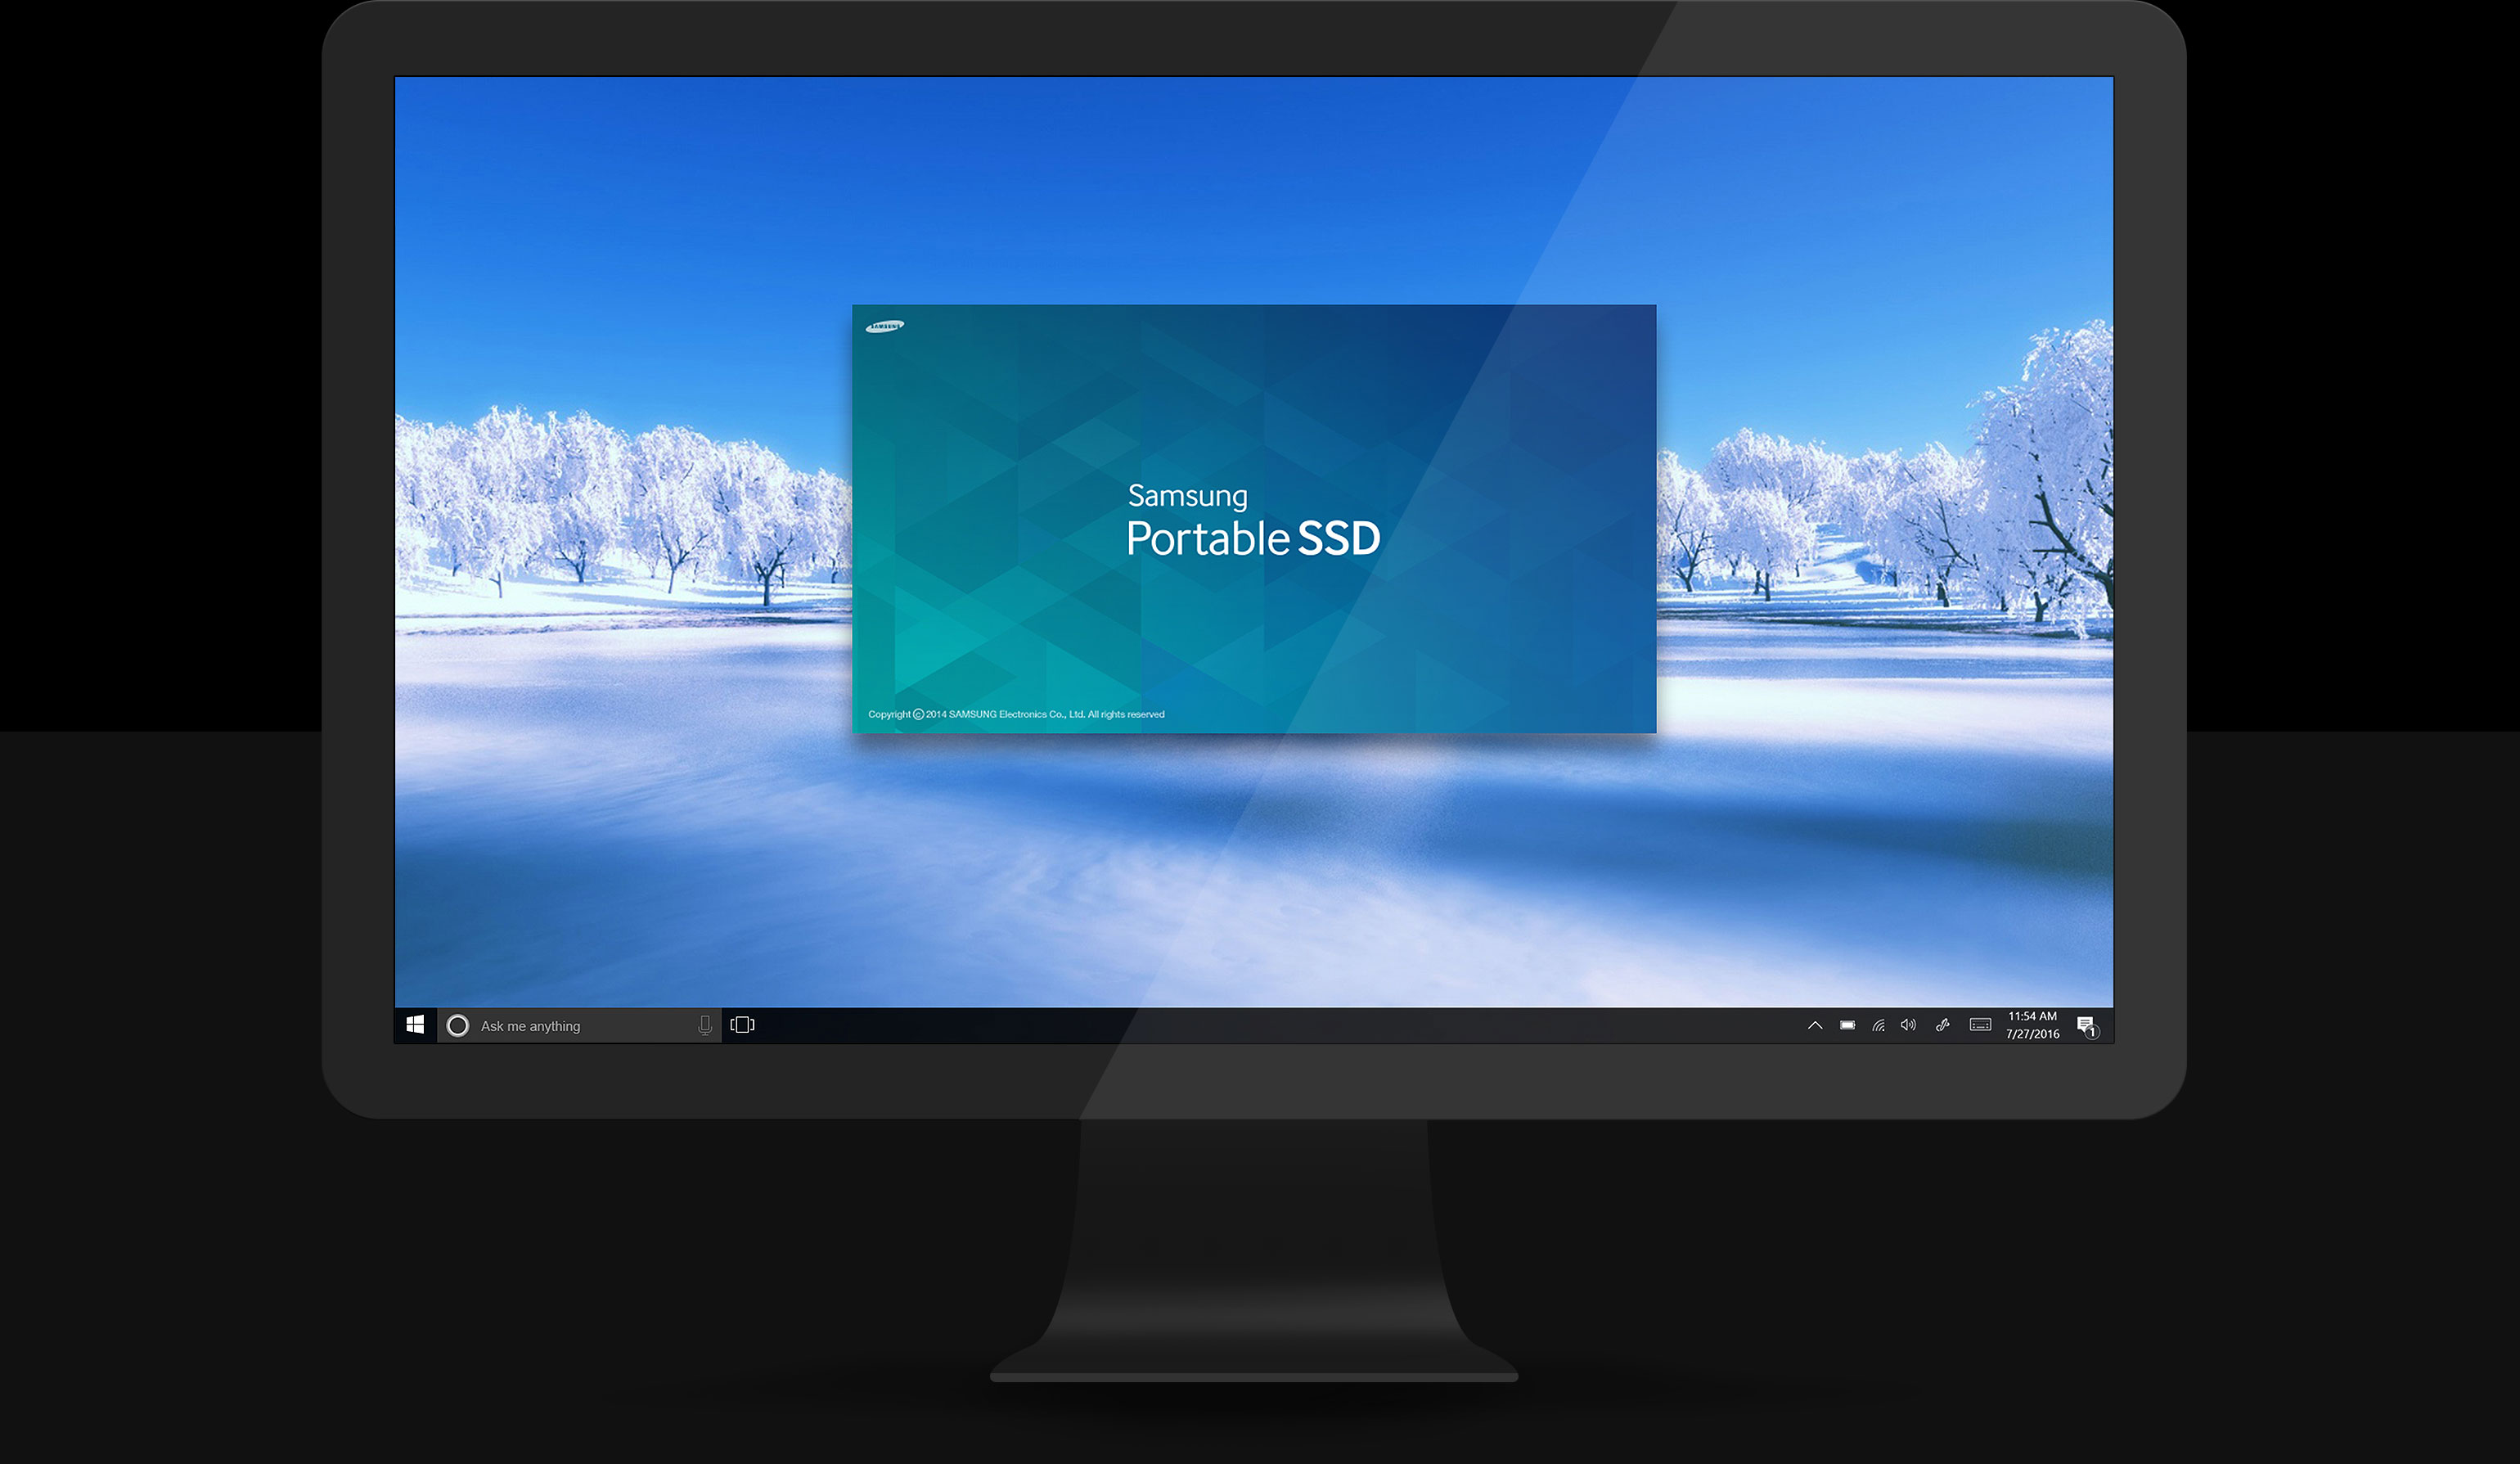 SAMSUNG
Samsung
Portable SSD
Copyright ⓒ 2014 SAMSUNG Electronics Co., Ltd. All rights reserved
Ask me anything
11:54 AM
7/27/2016
1